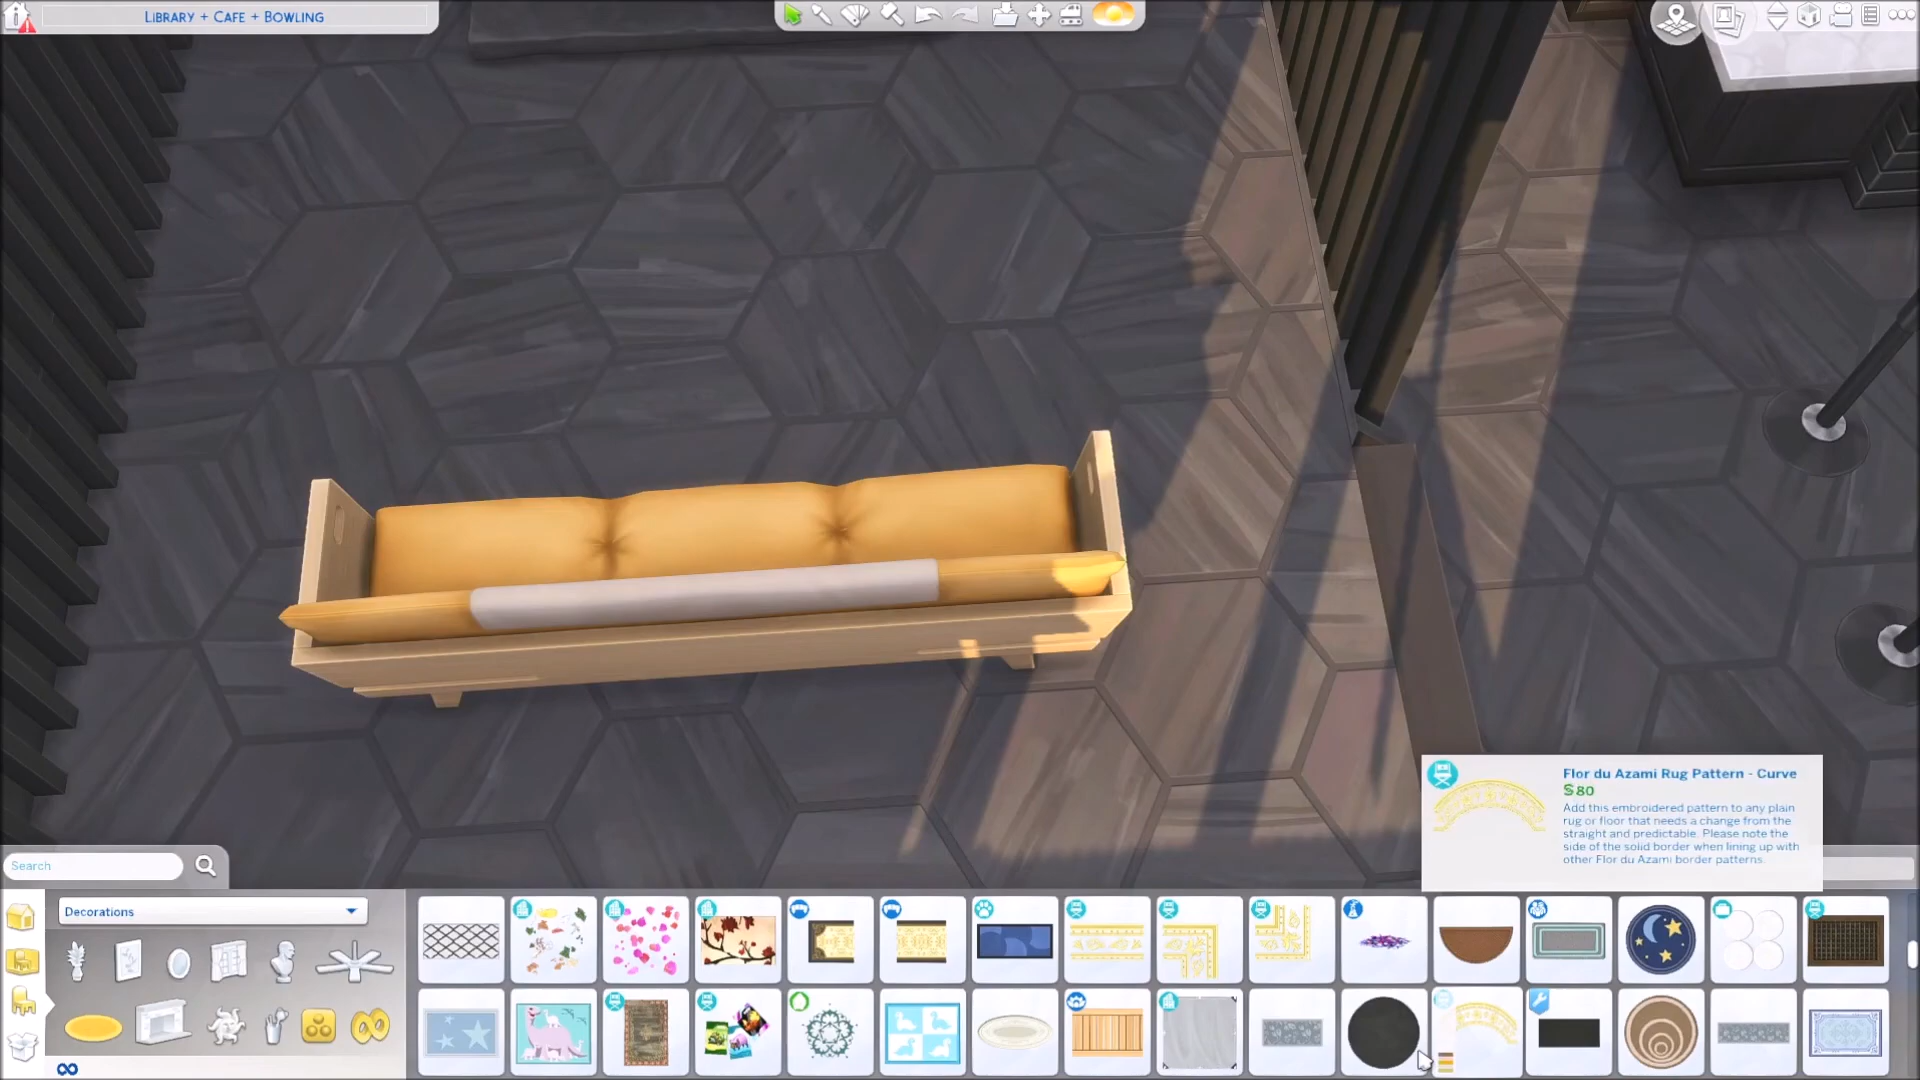 Library + Cafe + Bowling
Flor du Azami Rug Pattern - Curve
§80
Add this embroidered pattern to any plain
rug or floor that needs a change from the
straight and predictable. Please note the
side of the solid border when lining up with
other Flor du Azami border patterns.
Search
Decorations